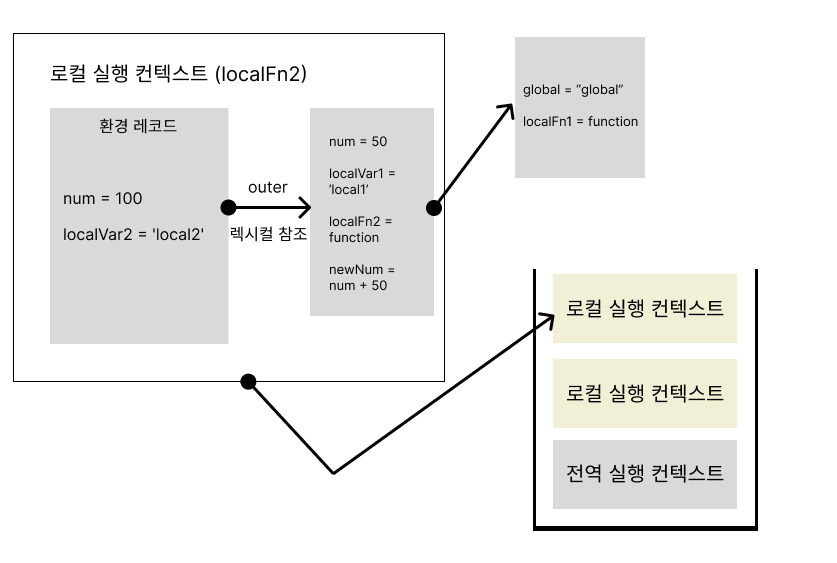 로컬 실행 컨텍스트 (localFn2)
환경 레코드
num = 100
localVar2 = 'local2'
outer
렉시컬 참조
num = 50
localVar1 =
'local1'
localFn2 =
function
newNum =
num + 50
global = “global”
localFn1 = function
로컬 실행 컨텍스트
로컬 실행 컨텍스트
전역 실행 컨텍스트